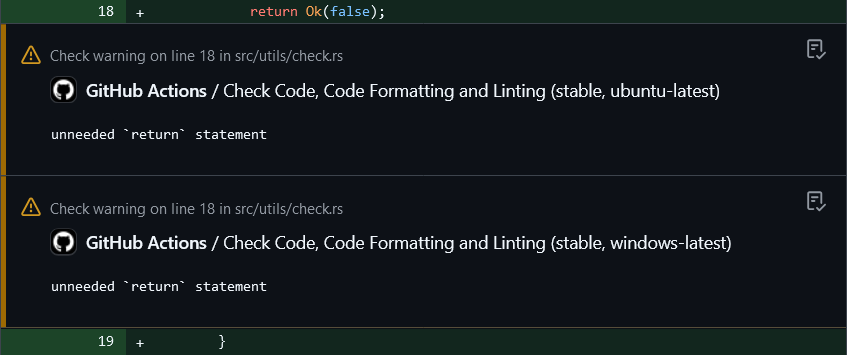 18 + return Ok(false);
Check warning on line 18 in src/utils/check.rs
GitHub Actions / Check Code, Code Formatting and Linting (stable, ubuntu-latest)
unneeded `return` statement
Check warning on line 18 in src/utils/check.rs
GitHub Actions / Check Code, Code Formatting and Linting (stable, windows-latest)
unneeded `return` statement
19 + }